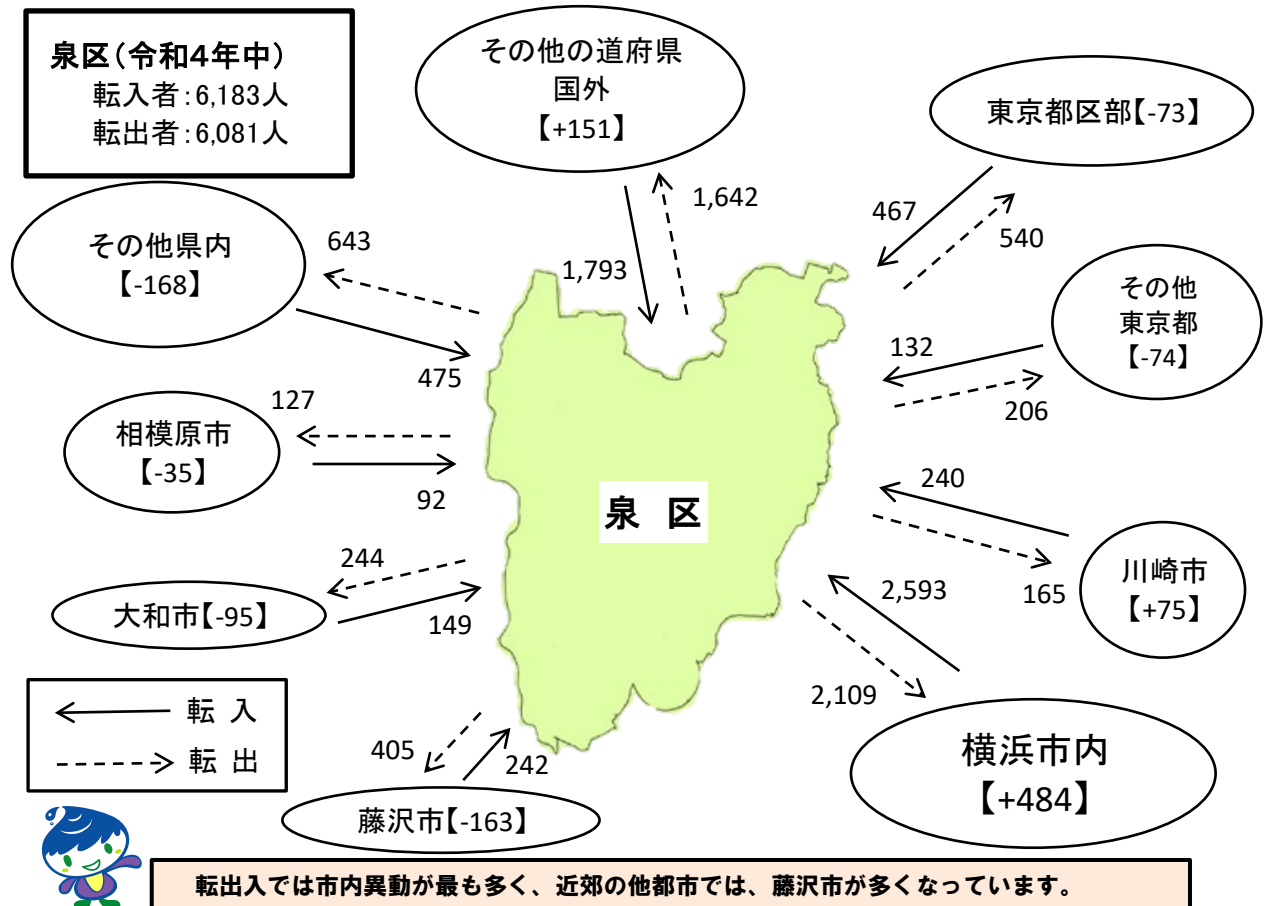 泉区(令和4年中)
転入者:6,183人
転出者:6,081人
その他の道府県
国外
【+151】
東京都区部【-73】
1,642
1,793
467
540
その他県内
【-168】
643
475
その他
東京都
【-74】
132
206
相模原市
【-35】
127
92
泉 区
240
165
川崎市
【+75】
大和市【-95】
244
149
2,593
2,109
横浜市内
【+484】
転 入
転 出
405
242
藤沢市【-163】
転出入では市内異動が最も多く、近郊の他都市では、藤沢市が多くなっています。